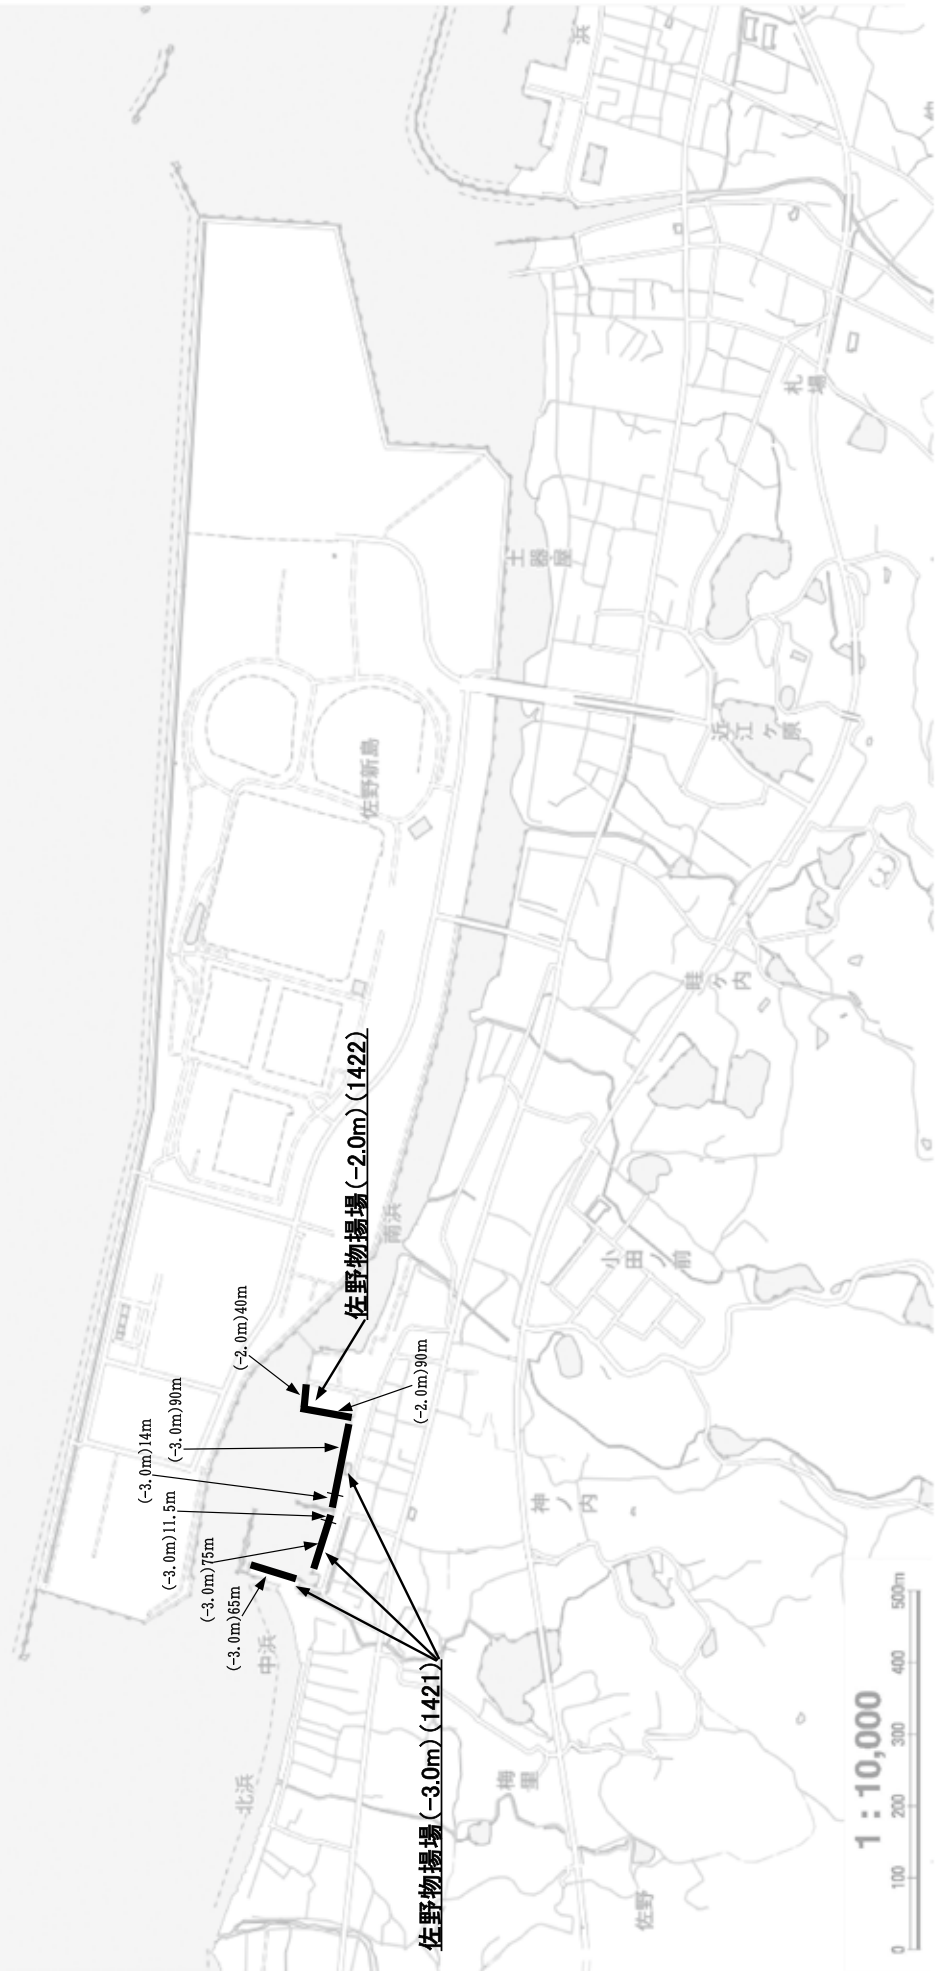 浜
札場
土器屋
近江ヶ原
佐野新島
畦ヶ内
佐野物揚場(-2.0m)(1422)
南浜
小田ノ前
(-2.0m)40m
(-2.0m)90m
(-3.0m)90m
(-3.0m)14m
(-3.0m)11.5m
(-3.0m)75m
(-3.0m)65m
神ノ内
中浜
佐野物揚場(-3.0m)(1421)
北浜
梅里
佐野
1:10,000
0 100 200 300 400 500m